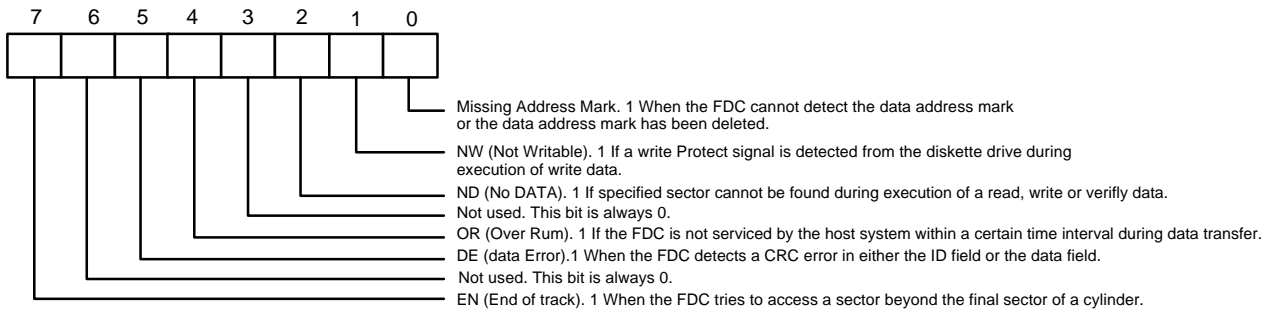 7 6 5 4 3 2 1 0
Missing Address Mark. 1 When the FDC cannot detect the data address mark
or the data address mark has been deleted.
NW (Not Writable). 1 If a write Protect signal is detected from the diskette drive during
execution of write data.
ND (No DATA). 1 If specified sector cannot be found during execution of a read, write or verifly data.
Not used. This bit is always 0.
OR (Over Rum). 1 If the FDC is not serviced by the host system within a certain time interval during data transfer.
DE (data Error).1 When the FDC detects a CRC error in either the ID field or the data field.
Not used. This bit is always 0.
EN (End of track). 1 When the FDC tries to access a sector beyond the final sector of a cylinder.